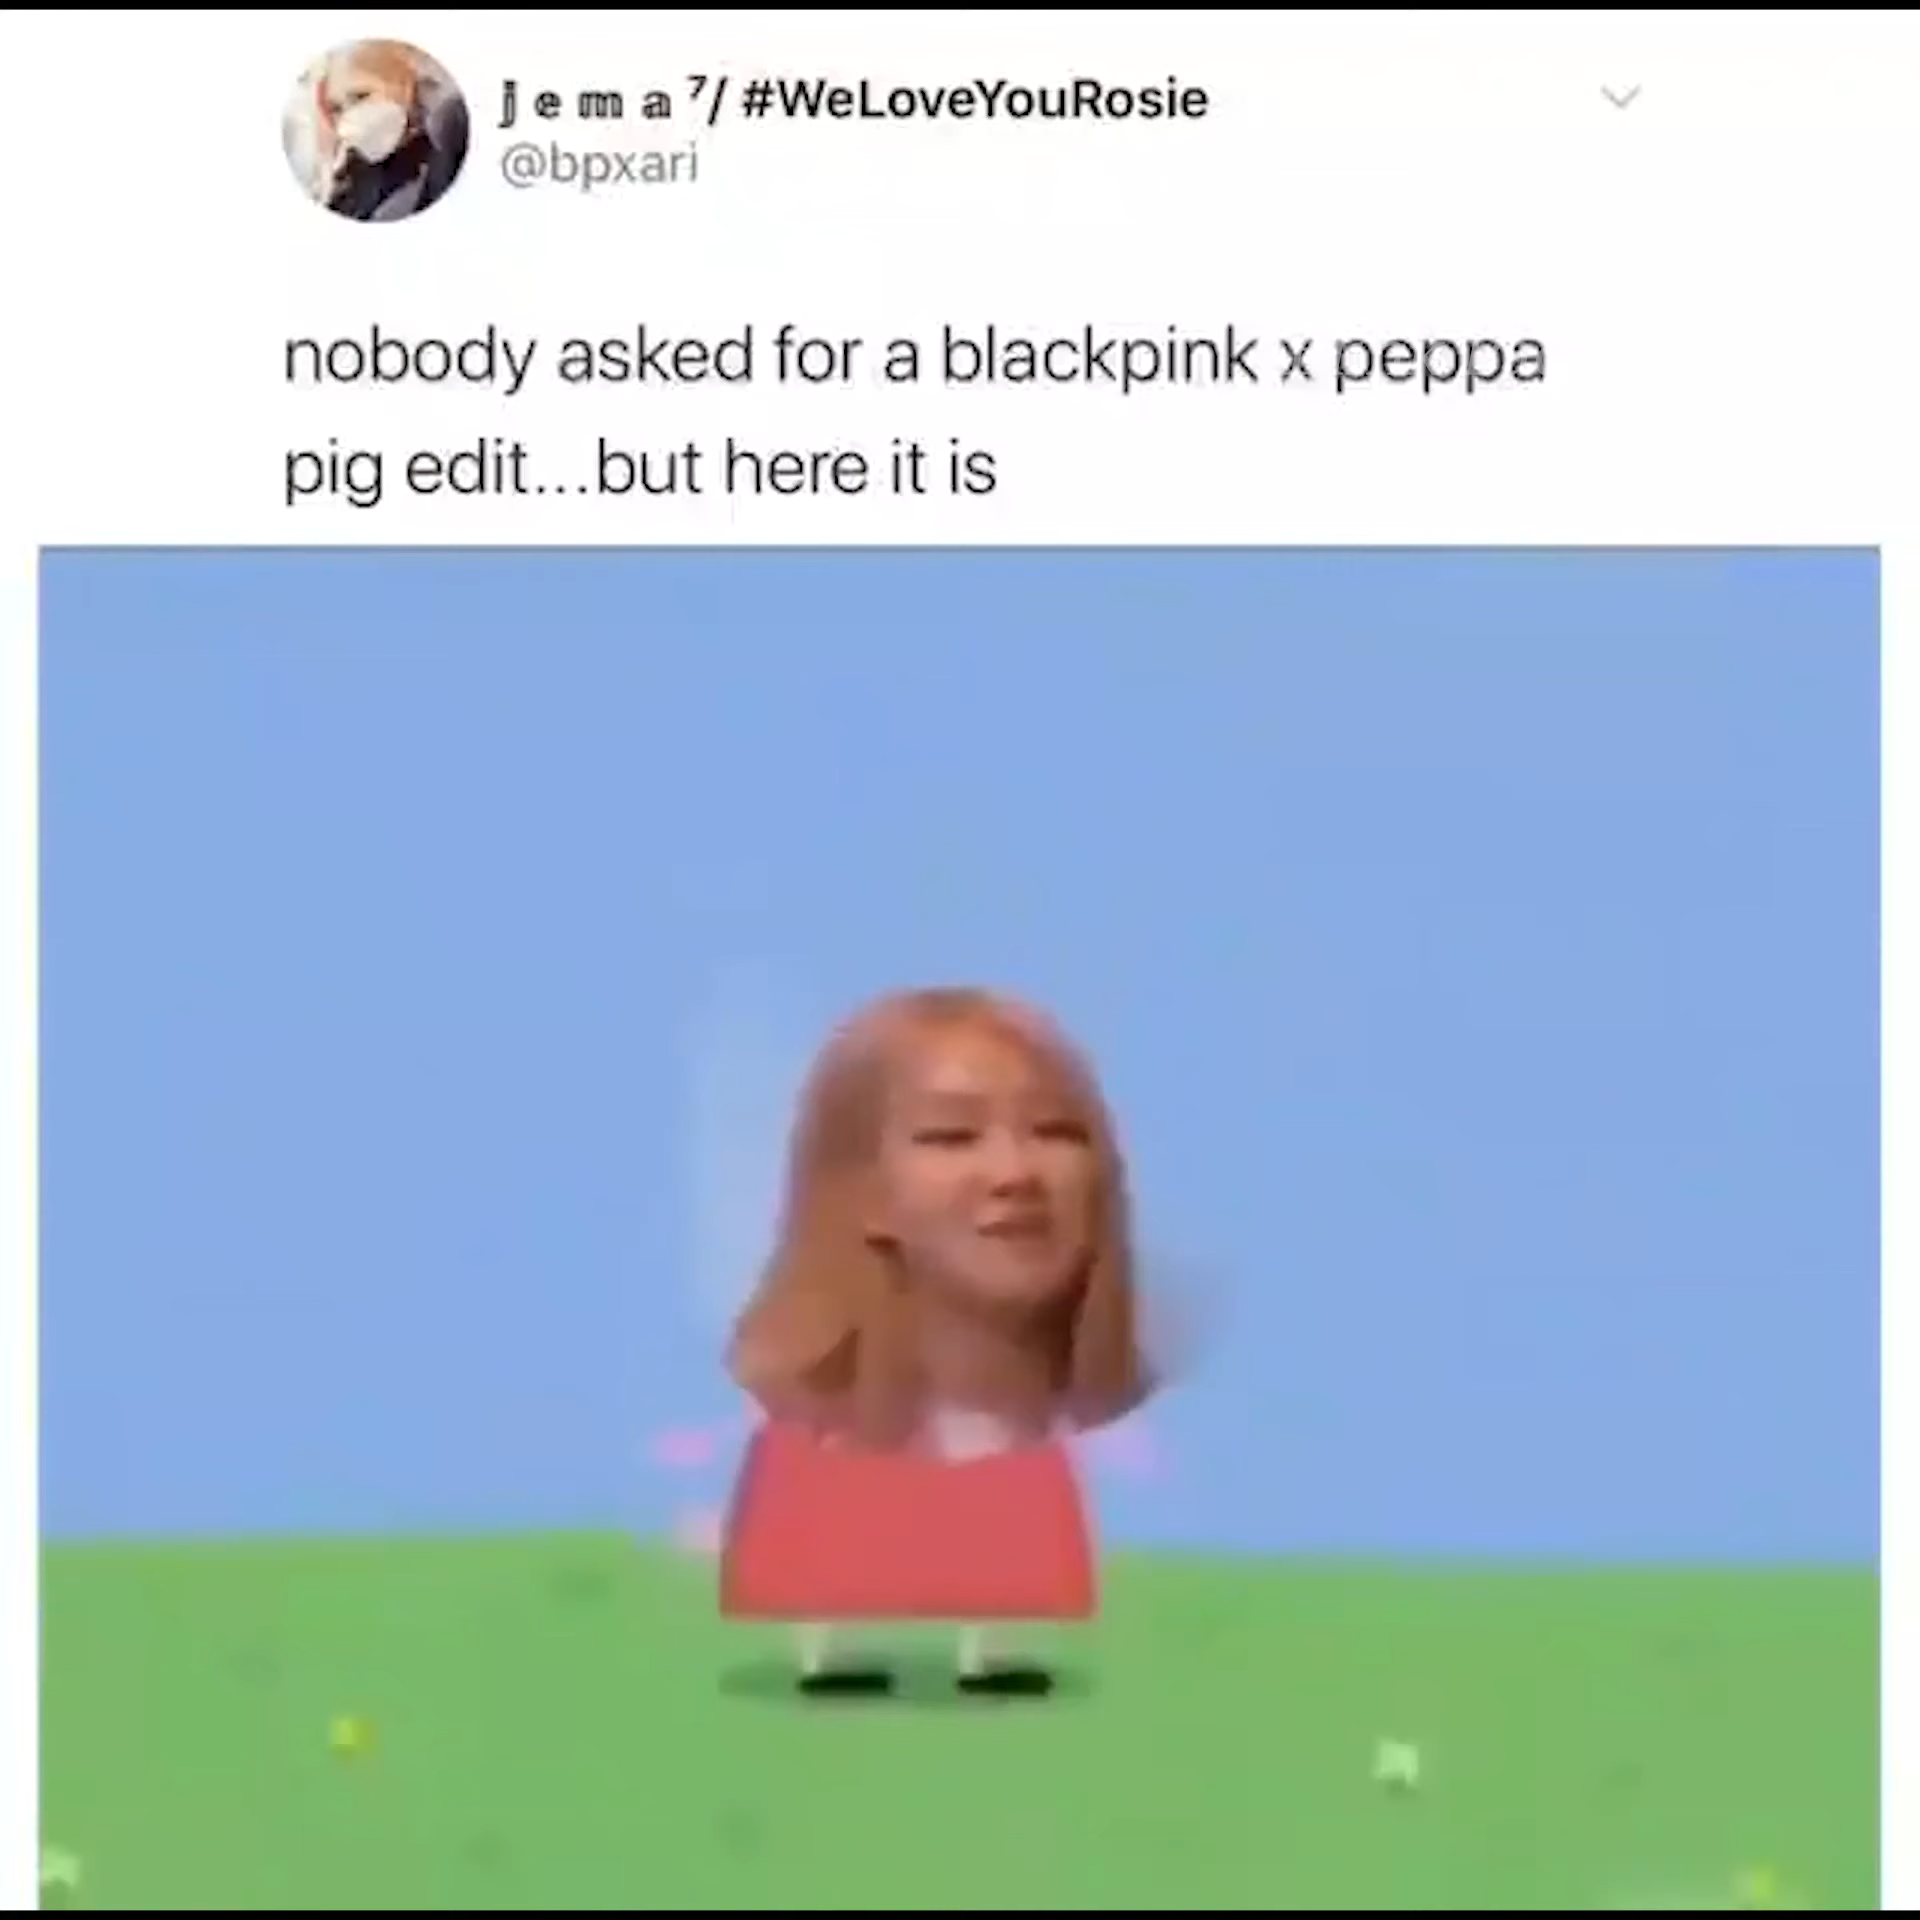 𝕛 𝕖 𝕞 𝕒 ⁷/ #WeLoveYouRosie
@bpxari
nobody asked for a blackpink x peppa
pig edit...but here it is